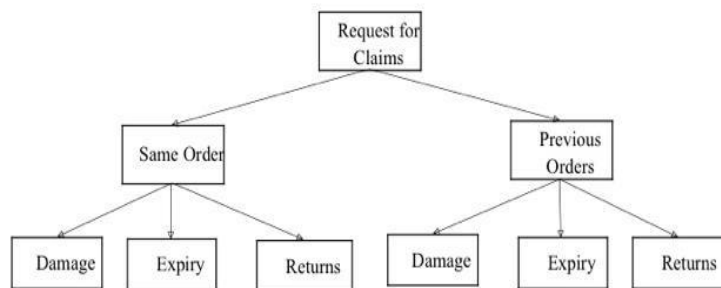 Request for
Claims
Same Order
Previous
Orders
Damage
Expiry
Returns
Damage
Expiry
Returns